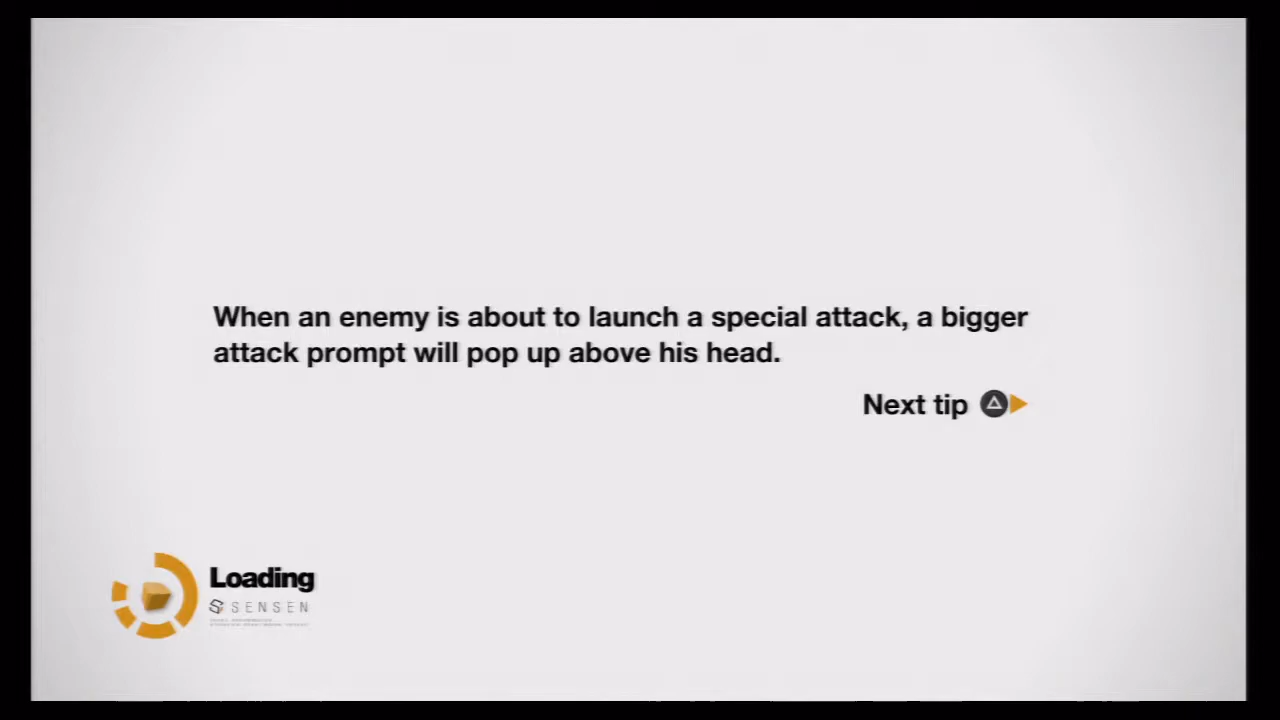 When an enemy is about to launch a special attack, a bigger
attack prompt will pop up above his head.
Next tip
Loading
SENSEN